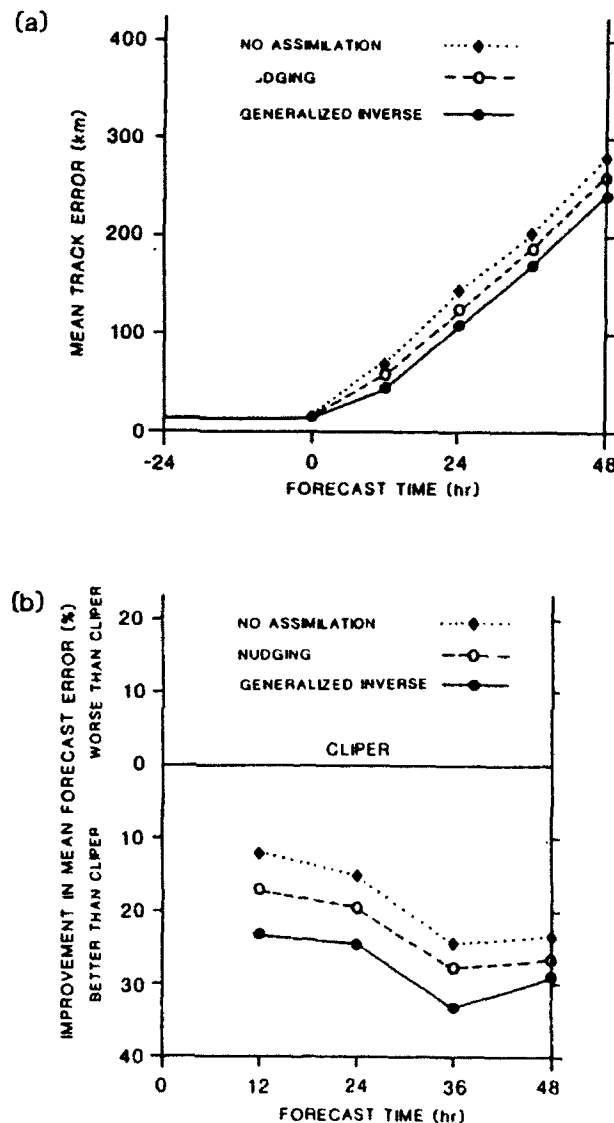 (a)
400
300
200
100
0
MEAN TRACK ERROR (km)
NO ASSIMILATION
DGING
GENERALIZED INVERSE
-24 0 24 48
FORECAST TIME (hr)
(b)
20
10
0
10
20
30
40
IMPROVEMENT IN MEAN FORECAST ERROR (%)
BETTER THAN CLIPER WORSE THAN CLIPER
NO ASSIMILATION
NUDGING
GENERALIZED INVERSE
CLIPER
0 12 24 36 48
FORECAST TIME (hr)